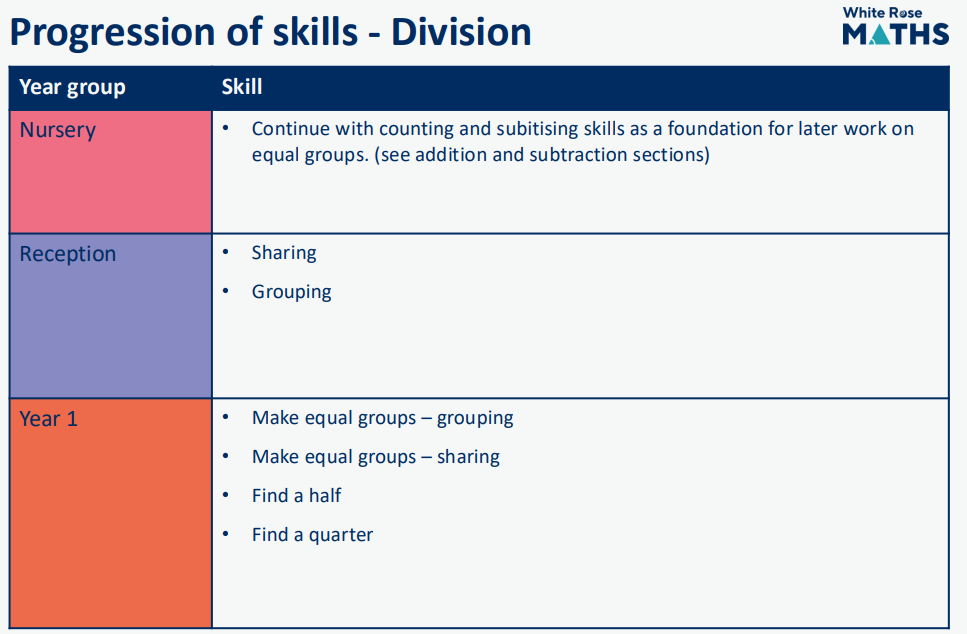 Progression of skills - Division
White Rose
MATHS
Year group
Skill
Nursery
• Continue with counting and subitising skills as a foundation for later work on
equal groups. (see addition and subtraction sections)
Reception
• Sharing
• Grouping
Year 1
• Make equal groups – grouping
• Make equal groups – sharing
• Find a half
• Find a quarter